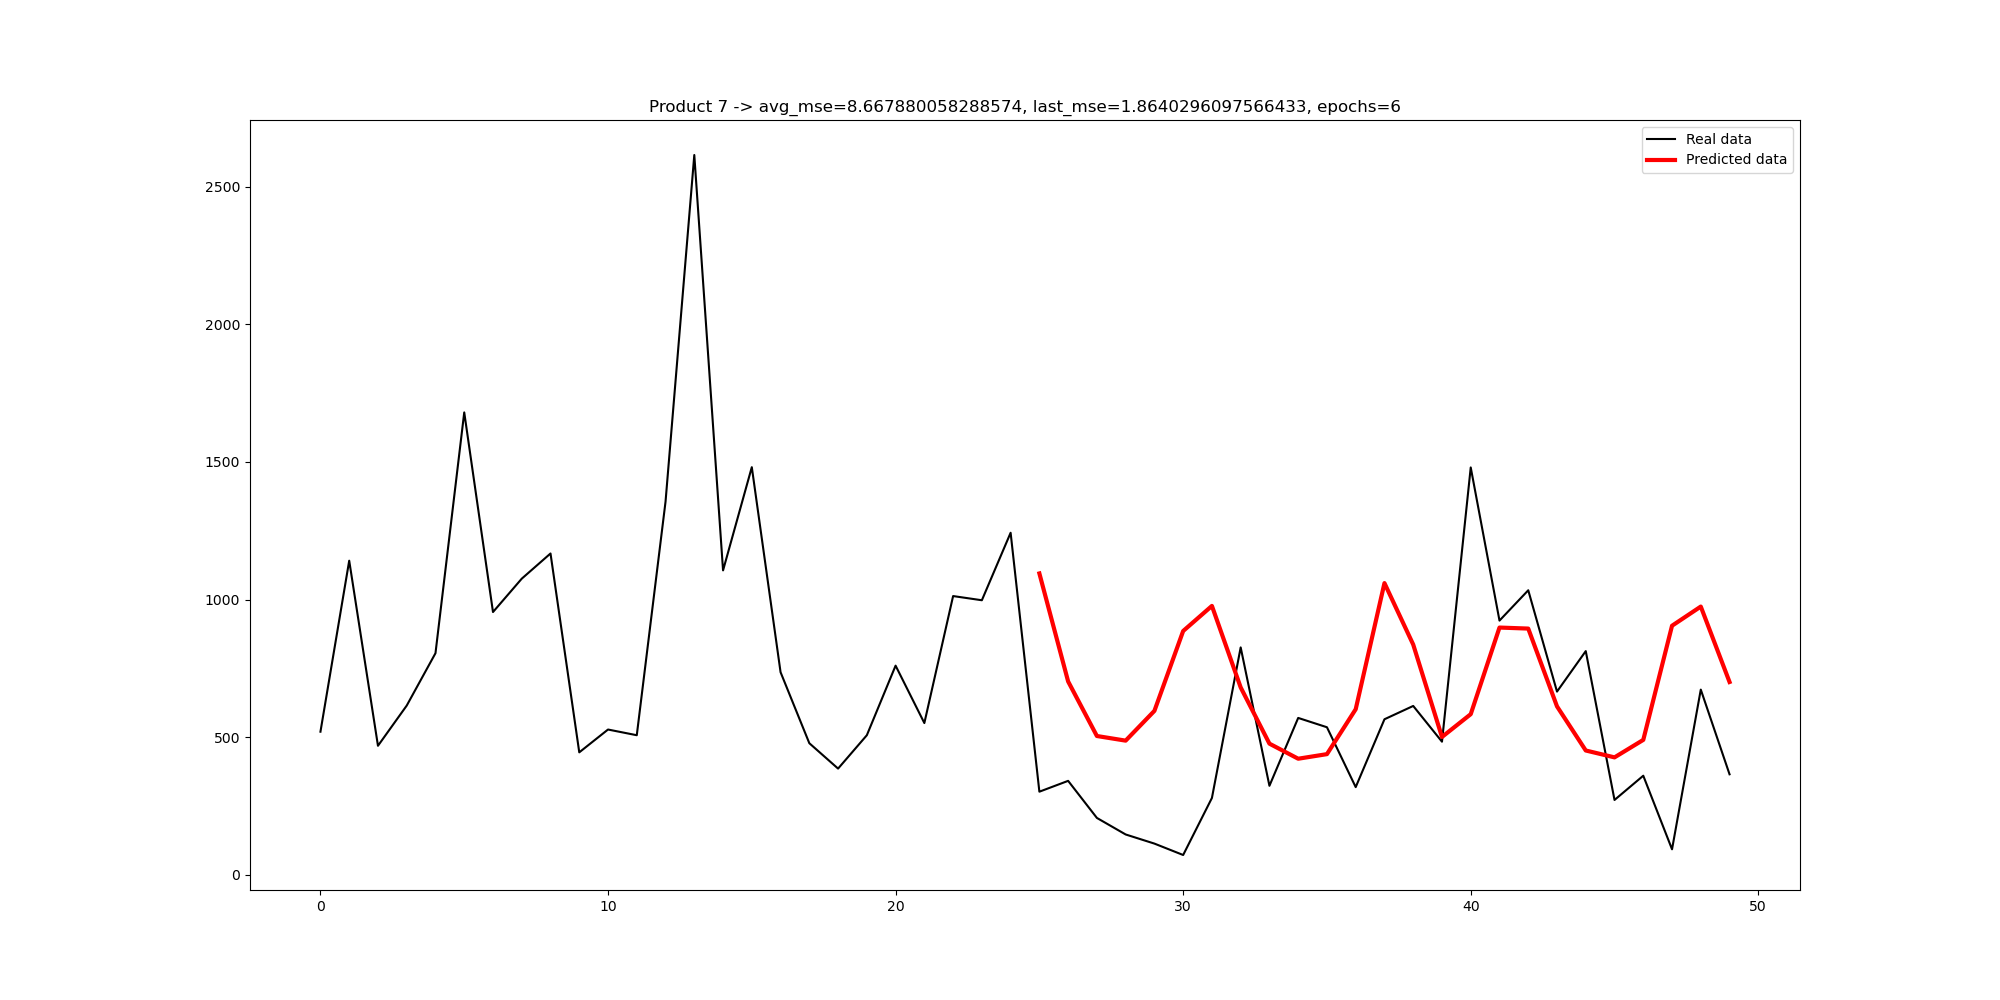 Product 7 -> avg_mse=8.667880058288574, last_mse=1.8640296097566433, epochs=6
Real data
Predicted data
2500
2000
1500
1000
500
0
0 10 20 30 40 50